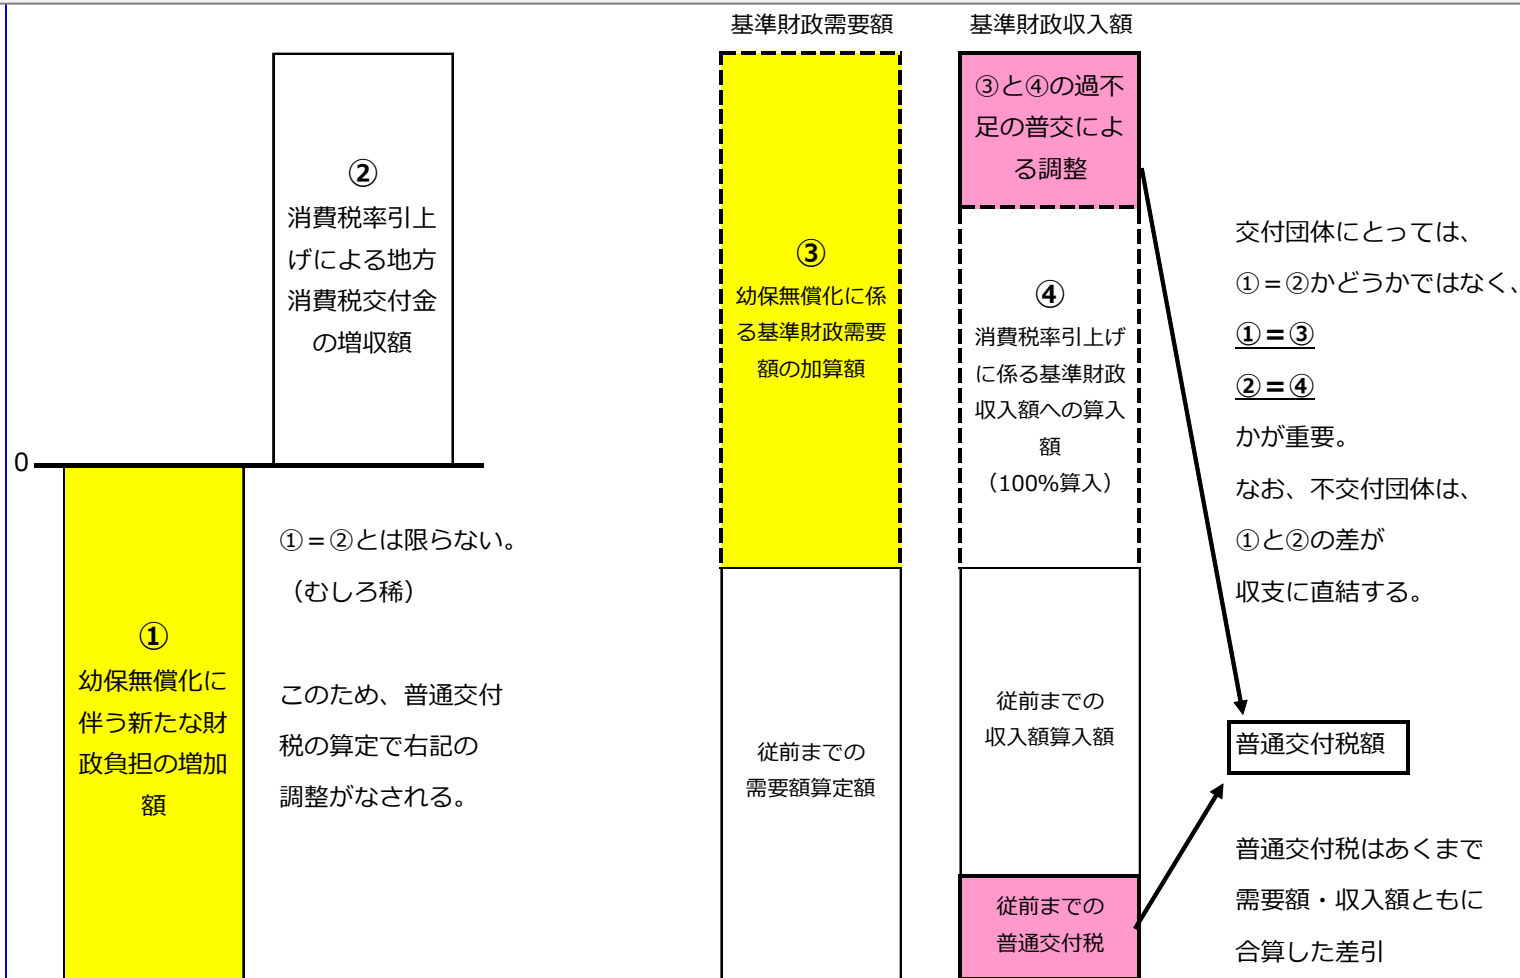 基準財政需要額
基準財政収入額
②
消費税率引上
げによる地方
消費税交付金
の増収額
0
①
幼保無償化に
伴う新たな財
政負担の増加
額
①=②とは限らない。
(むしろ稀)
このため、普通交付
税の算定で右記の
調整がなされる。
③
幼保無償化に係
る基準財政需要
額の加算額
従前までの
需要額算定額
③と④の過不
足の普交によ
る調整
④
消費税率引上げ
に係る基準財政
収入額への算入
額
(100%算入)
従前までの
収入額算入額
従前までの
普通交付税
交付団体にとっては、
①=②かどうかではなく、
①=③
②=④
かが重要。
なお、不交付団体は、
①と②の差が
収支に直結する。
普通交付税額
普通交付税はあくまで
需要額・収入額ともに
合算した差引